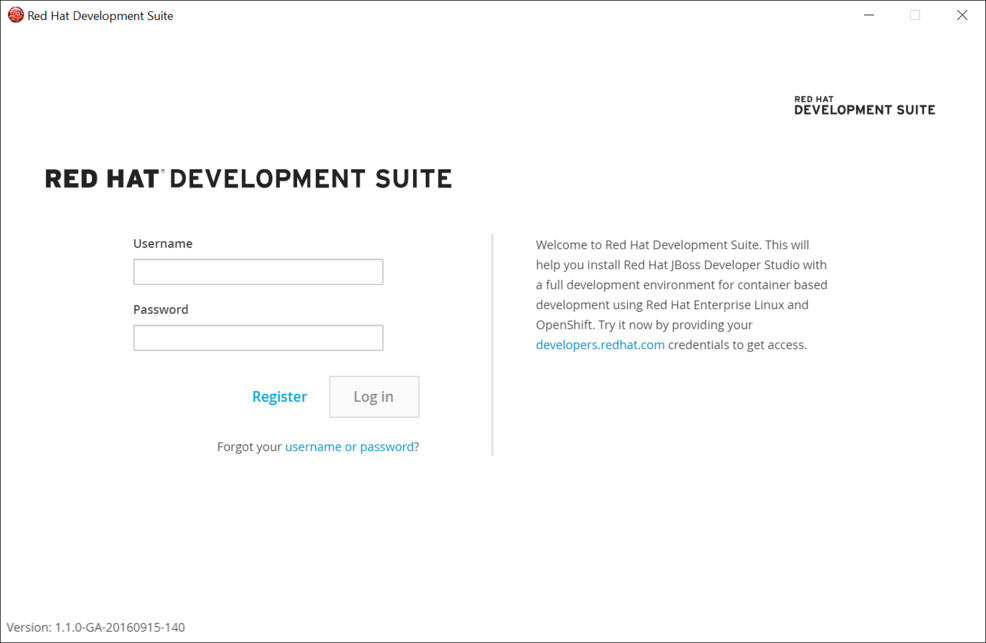 Red Hat Development Suite
RED HAT
DEVELOPMENT SUITE
RED HAT® DEVELOPMENT SUITE
Username
Password
Register
Log in
Forgot your username or password?
Welcome to Red Hat Development Suite. This will
help you install Red Hat JBoss Developer Studio with
a full development environment for container based
development using Red Hat Enterprise Linux and
OpenShift. Try it now by providing your
developers.redhat.com credentials to get access.
Version: 1.1.0-GA-20160915-140